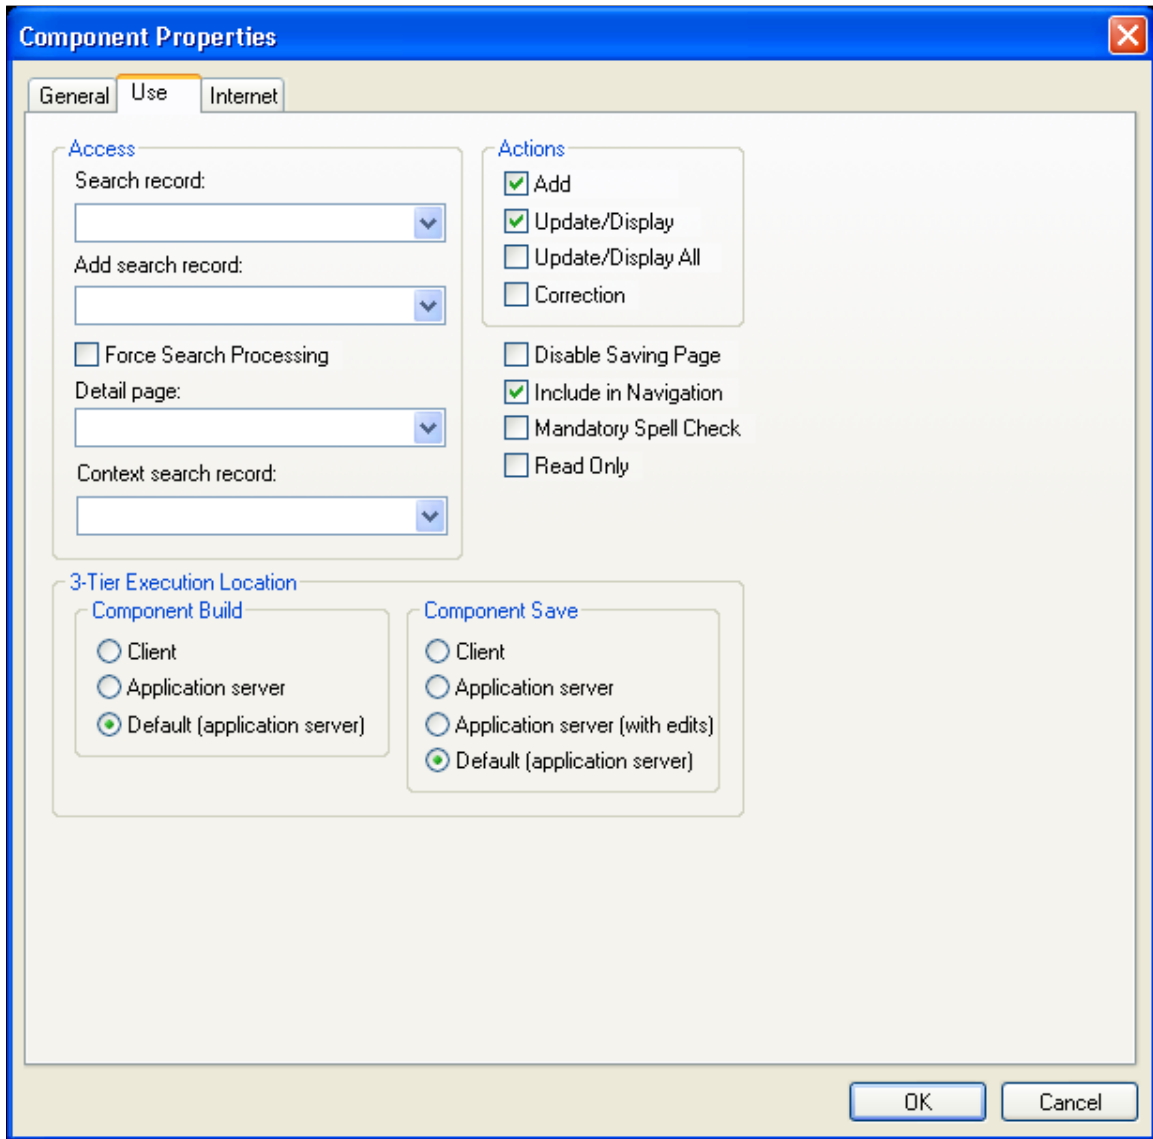 Component Properties
General
Use
Internet
Access
Search record:
Add search record:
Force Search Processing
Detail page:
Context search record:
Actions
Add
Update/Display
Update/Display All
Correction
Disable Saving Page
Include in Navigation
Mandatory Spell Check
Read Only
3-Tier Execution Location
Component Build
Client
Application server
Default (application server)
Component Save
Client
Application server
Application server (with edits)
Default (application server)
OK
Cancel